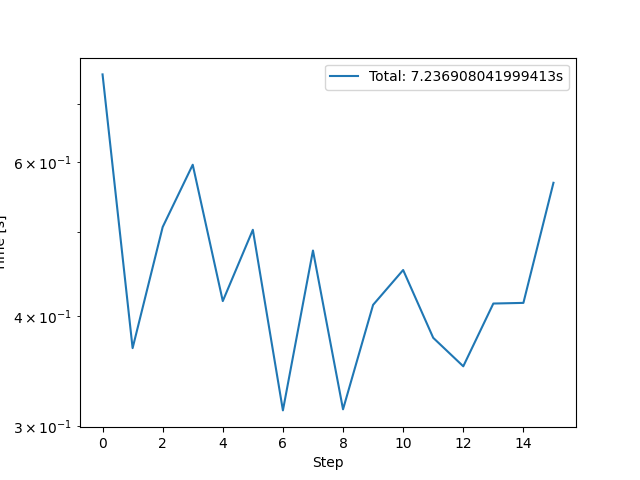 Total: 7.236908041999413s
6 × 10⁻¹
4 × 10⁻¹
3 × 10⁻¹
[s]
0 2 4 6 8 10 12 14
Step